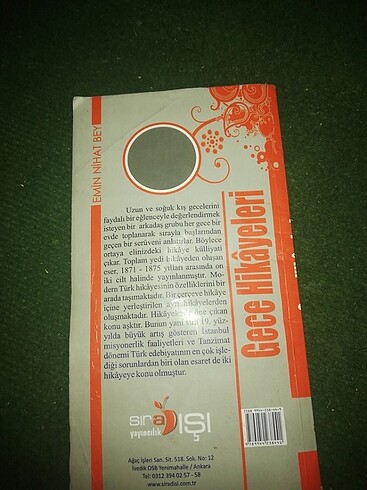 EMİN NİHAT BEY
Uzun ve soğuk kış gecelerini
faydalı bir eğlenceyle değerlendirmek
isteyen bir arkadaş grubu her gece bir
evde toplanarak sırayla başlarından
geçen bir serüveni anlatırlar. Böylece
ortaya elinizdeki hikâye külliyatı
çıkar. Toplam yedi hikâyeden oluşan
eser, 1871 - 1875 yılları arasında on
iki cilt halinde yayınlanmıştır. Mo-
dern Türk hikâyesinin özelliklerini bir
arada taşımaktadır. Bir çerçeve hikâye
içine yerleştirilen ayrı hikâyelerden
oluşmaktadır. öne çıkan
konu aşktır. Bunun yanı sıra 19. yüz-
yılda büyük artış gösteren İstanbul
misyonerlik faaliyetleri ve Tanzimat
dönemi Türk edebiyatının en çok işle-
diği sorunlardan biri olan esaret de iki
hikâyeye konu olmuştur.
Gece Hikâyeleri
sıradışı
yayıncılık
Ağaç İşleri San. Sit. 518. Sok. No: 12
İvedik OSB Yenimahalle / Ankara
Tel: 0312 394 02 57 - 58
www.siradisi.com.tr